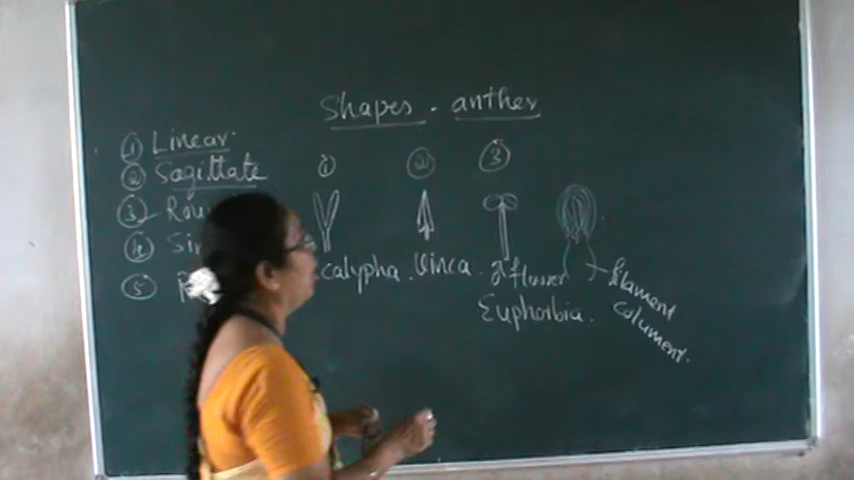 Shapes - anther
① Linear
② Sagittate
③ Rou
④ Si
⑤
① ② ③
calypha. Vinca. ♂ flower
Euphorbia.
filament
column.